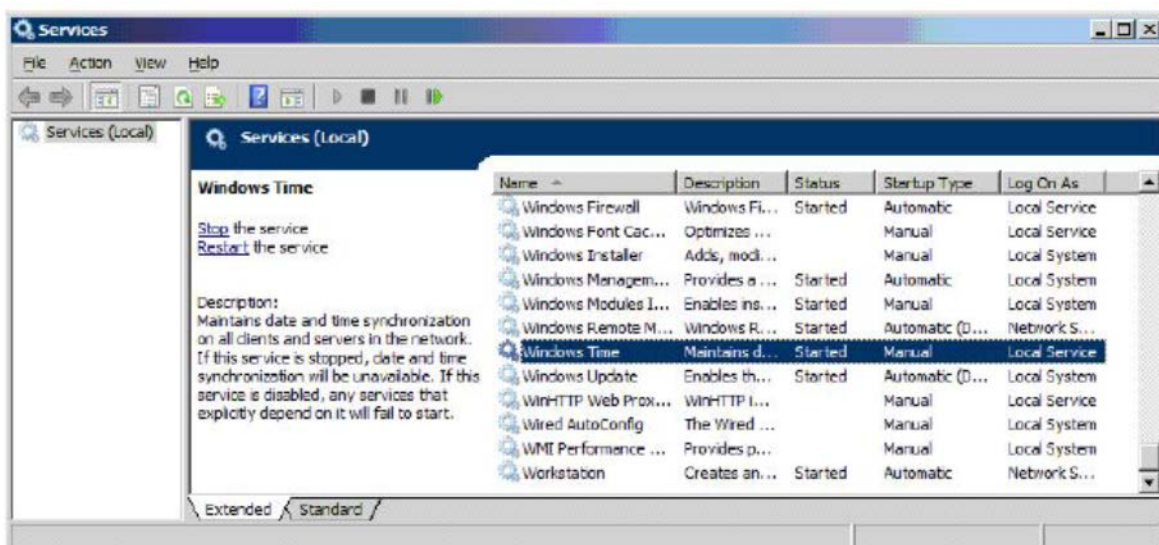 Services
File Action View Help
Services (Local)
Services (Local)
Windows Time
Stop the service
Restart the service
Description:
Maintains date and time synchronization
on all clients and servers in the network.
If this service is stopped, date and time
synchronization will be unavailable. If this
service is disabled, any services that
explicitly depend on it will fail to start.
Name Description Status Startup Type Log On As
Windows Firewall Windows Fi... Started Automatic Local Service
Windows Font Cac... Optimizes ... Manual Local Service
Windows Installer Adds, modi... Manual Local System
Windows Managem... Provides a ... Started Automatic Local System
Windows Modules I... Enables ins... Started Manual Local System
Windows Remote M... Windows R... Started Automatic (D... Network S...
Windows Time Maintains d... Started Manual Local Service
Windows Update Enables th... Started Automatic (D... Local System
WinHTTP Web Prox... WinHTTP i... Manual Local Service
Wired AutoConfig The Wired ... Manual Local System
WMI Performance ... Provides p... Manual Local System
Workstation Creates an... Started Automatic Network S...
Extended Standard